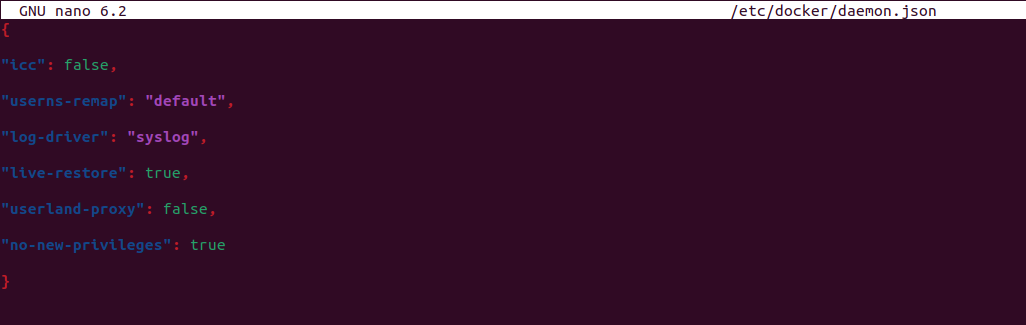 GNU nano 6.2 /etc/docker/daemon.json
{
"icc": false,
"userns-remap": "default",
"log-driver": "syslog",
"live-restore": true,
"userland-proxy": false,
"no-new-privileges": true
}